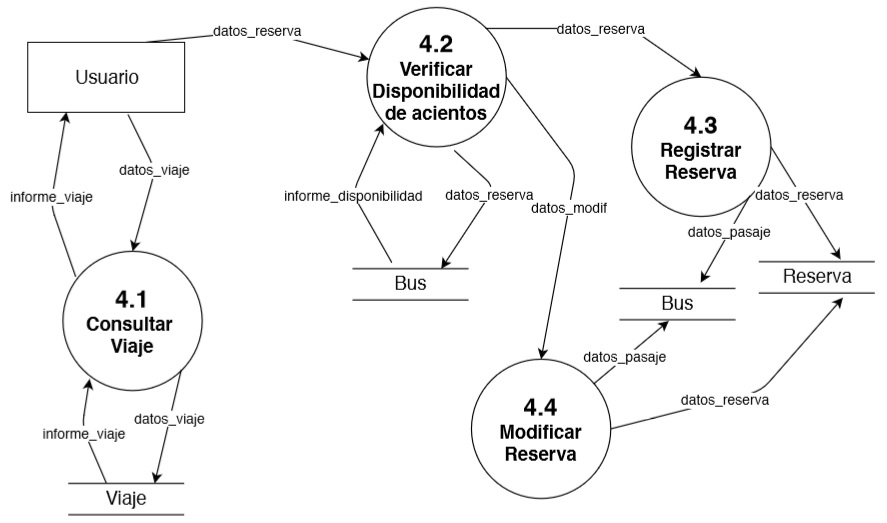 datos_reserva
4.2
Verificar
Disponibilidad
de acientos
datos_reserva
Usuario
4.3
Registrar
Reserva
datos_viaje
informe_viaje
informe_disponibilidad
datos_reserva
datos_modif
datos_reserva
datos_pasaje
4.1
Consultar
Viaje
Bus
Bus
Reserva
datos_pasaje
datos_reserva
4.4
Modificar
Reserva
informe_viaje
datos_viaje
Viaje